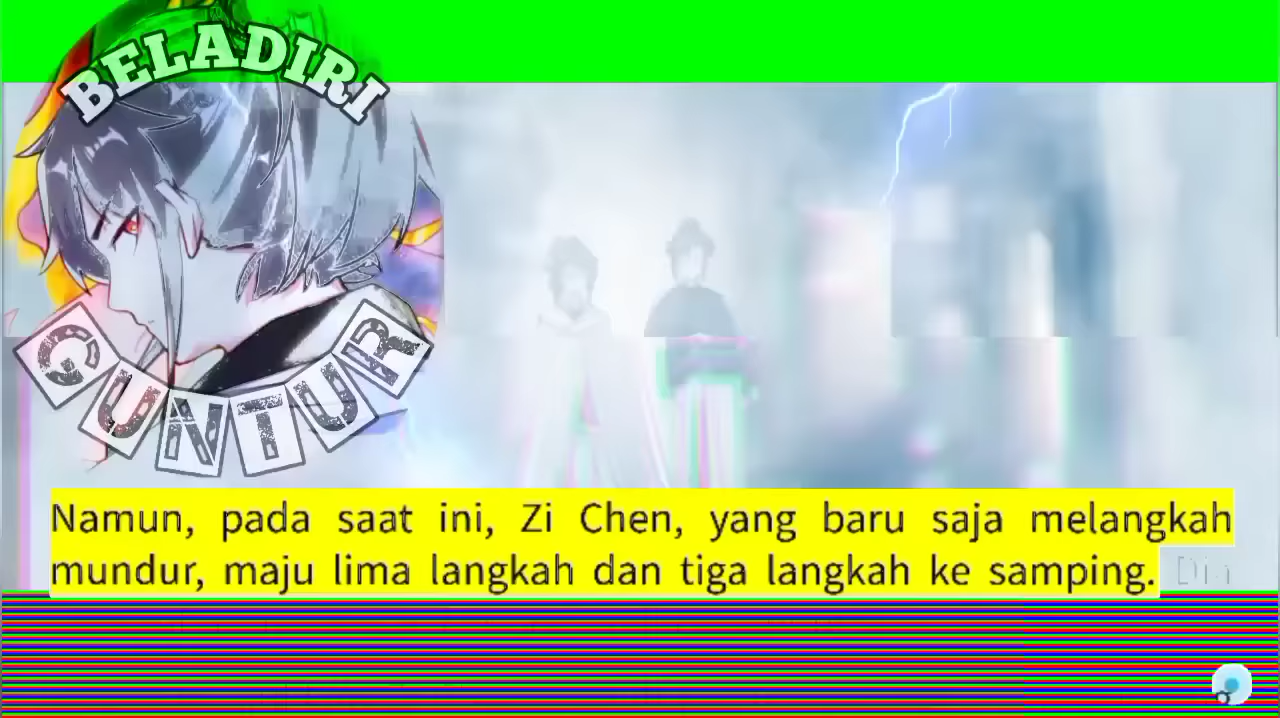 BELADIRI
GUNTUR
Namun, pada saat ini, Zi Chen, yang baru saja melangkah
mundur, maju lima langkah dan tiga langkah ke samping. Dia